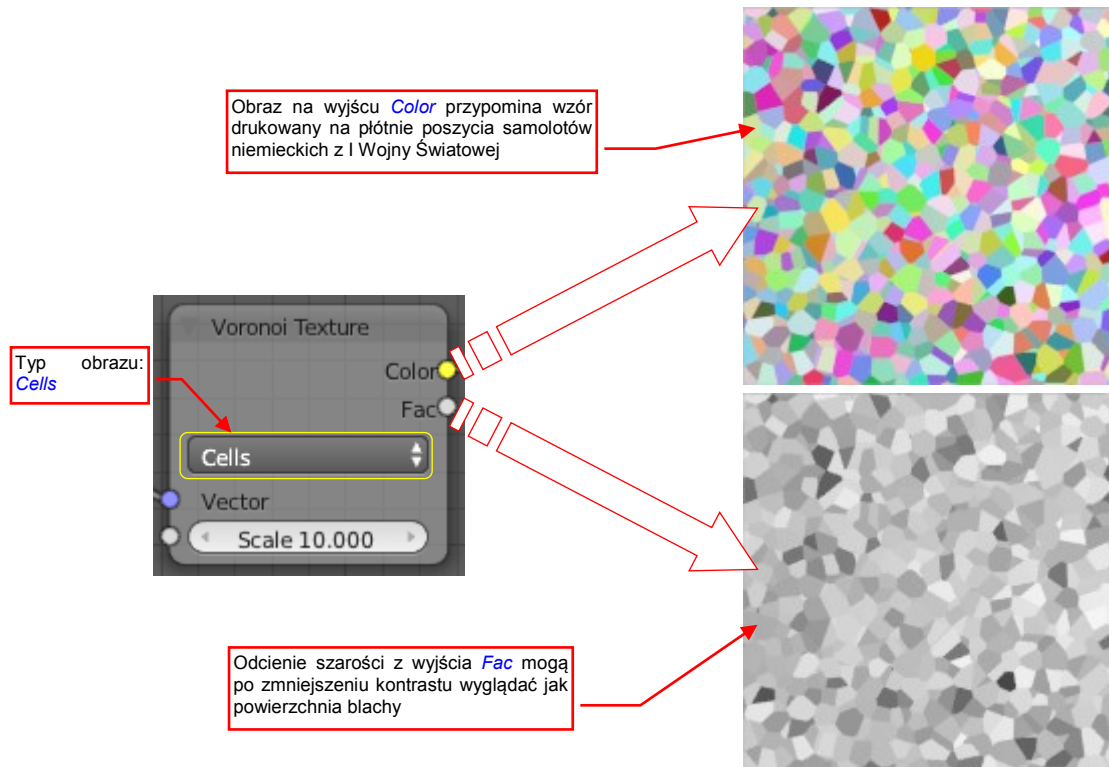 Obraz na wyjścu Color przypomina wzór
drukowany na płótnie poszycia samolotów
niemieckich z I Wojny Światowej
Voronoi Texture
Color
Fac
Typ obrazu:
Cells
Cells
Vector
Scale 10.000
Odcienie szarości z wyjścia Fac mogą
po zmniejszeniu kontrastu wyglądać jak
powierzchnia blachy